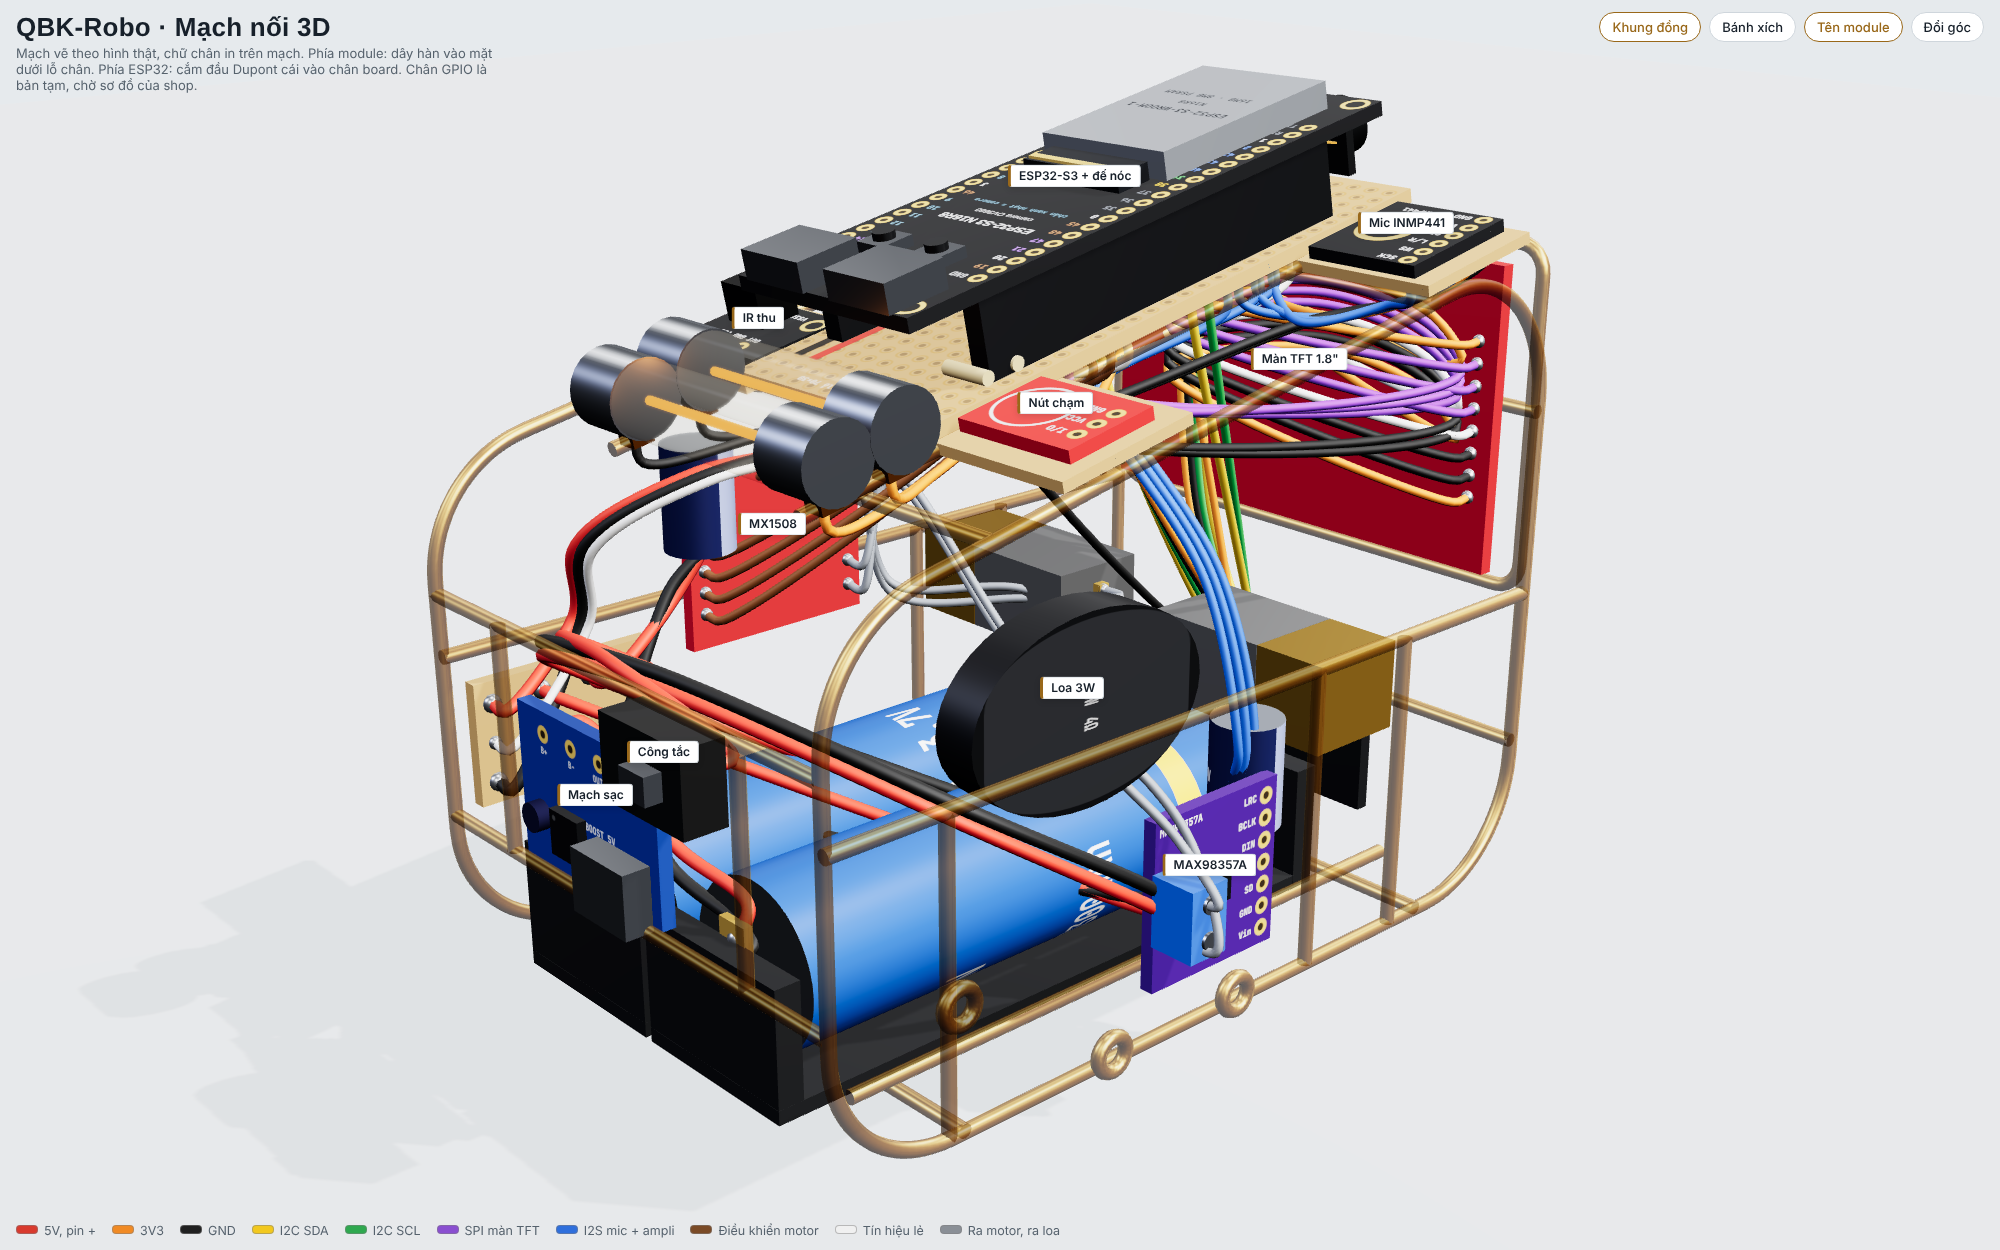 QBK-Robo · Mạch nối 3D
Mạch vẽ theo hình thật, chữ chân in trên mạch. Phía module: dây hàn vào mặt
dưới lỗ chân. Phía ESP32: cắm đầu Dupont cái vào chân board. Chân GPIO là
bản tạm, chờ sơ đồ của shop.
Khung đồng
Bánh xích
Tên module
Đổi góc
ESP32-S3 + đế nóc
Mic INMP441
IR thu
Màn TFT 1.8"
Nút chạm
MX1508
Loa 3W
Công tắc
Mạch sạc
MAX98357A
LRC
BCLK
DIN
SD
GND
Vin
B+
B-
5V, pin +
3V3
GND
I2C SDA
I2C SCL
SPI màn TFT
I2S mic + ampli
Điều khiển motor
Tín hiệu lẻ
Ra motor, ra loa